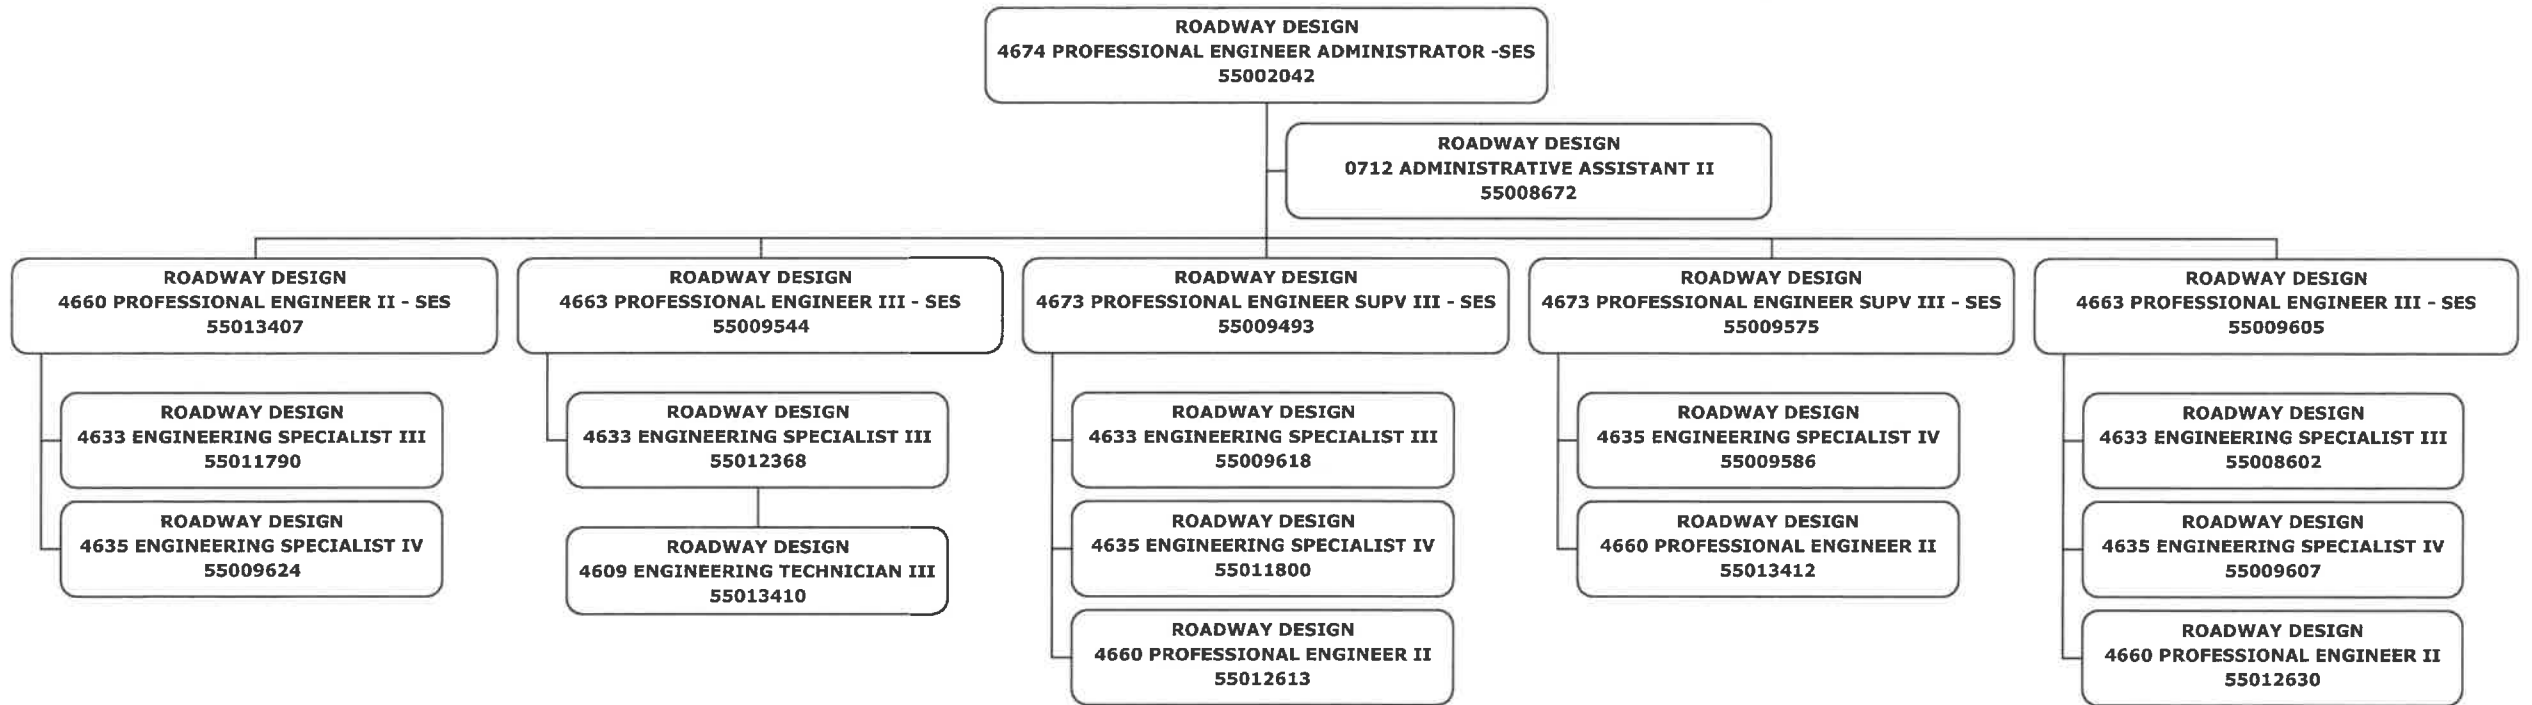 ROADWAY DESIGN
4674 PROFESSIONAL ENGINEER ADMINISTRATOR -SES
55002042
ROADWAY DESIGN
0712 ADMINISTRATIVE ASSISTANT II
55008672
ROADWAY DESIGN
4660 PROFESSIONAL ENGINEER II - SES
55013407
ROADWAY DESIGN
4663 PROFESSIONAL ENGINEER III - SES
55009544
ROADWAY DESIGN
4673 PROFESSIONAL ENGINEER SUPV III - SES
55009493
ROADWAY DESIGN
4673 PROFESSIONAL ENGINEER SUPV III - SES
55009575
ROADWAY DESIGN
4663 PROFESSIONAL ENGINEER III - SES
55009605
ROADWAY DESIGN
4633 ENGINEERING SPECIALIST III
55011790
ROADWAY DESIGN
4635 ENGINEERING SPECIALIST IV
55009624
ROADWAY DESIGN
4633 ENGINEERING SPECIALIST III
55012368
ROADWAY DESIGN
4609 ENGINEERING TECHNICIAN III
55013410
ROADWAY DESIGN
4633 ENGINEERING SPECIALIST III
55009618
ROADWAY DESIGN
4635 ENGINEERING SPECIALIST IV
55011800
ROADWAY DESIGN
4660 PROFESSIONAL ENGINEER II
55012613
ROADWAY DESIGN
4635 ENGINEERING SPECIALIST IV
55009586
ROADWAY DESIGN
4660 PROFESSIONAL ENGINEER II
55013412
ROADWAY DESIGN
4633 ENGINEERING SPECIALIST III
55008602
ROADWAY DESIGN
4635 ENGINEERING SPECIALIST IV
55009607
ROADWAY DESIGN
4660 PROFESSIONAL ENGINEER II
55012630